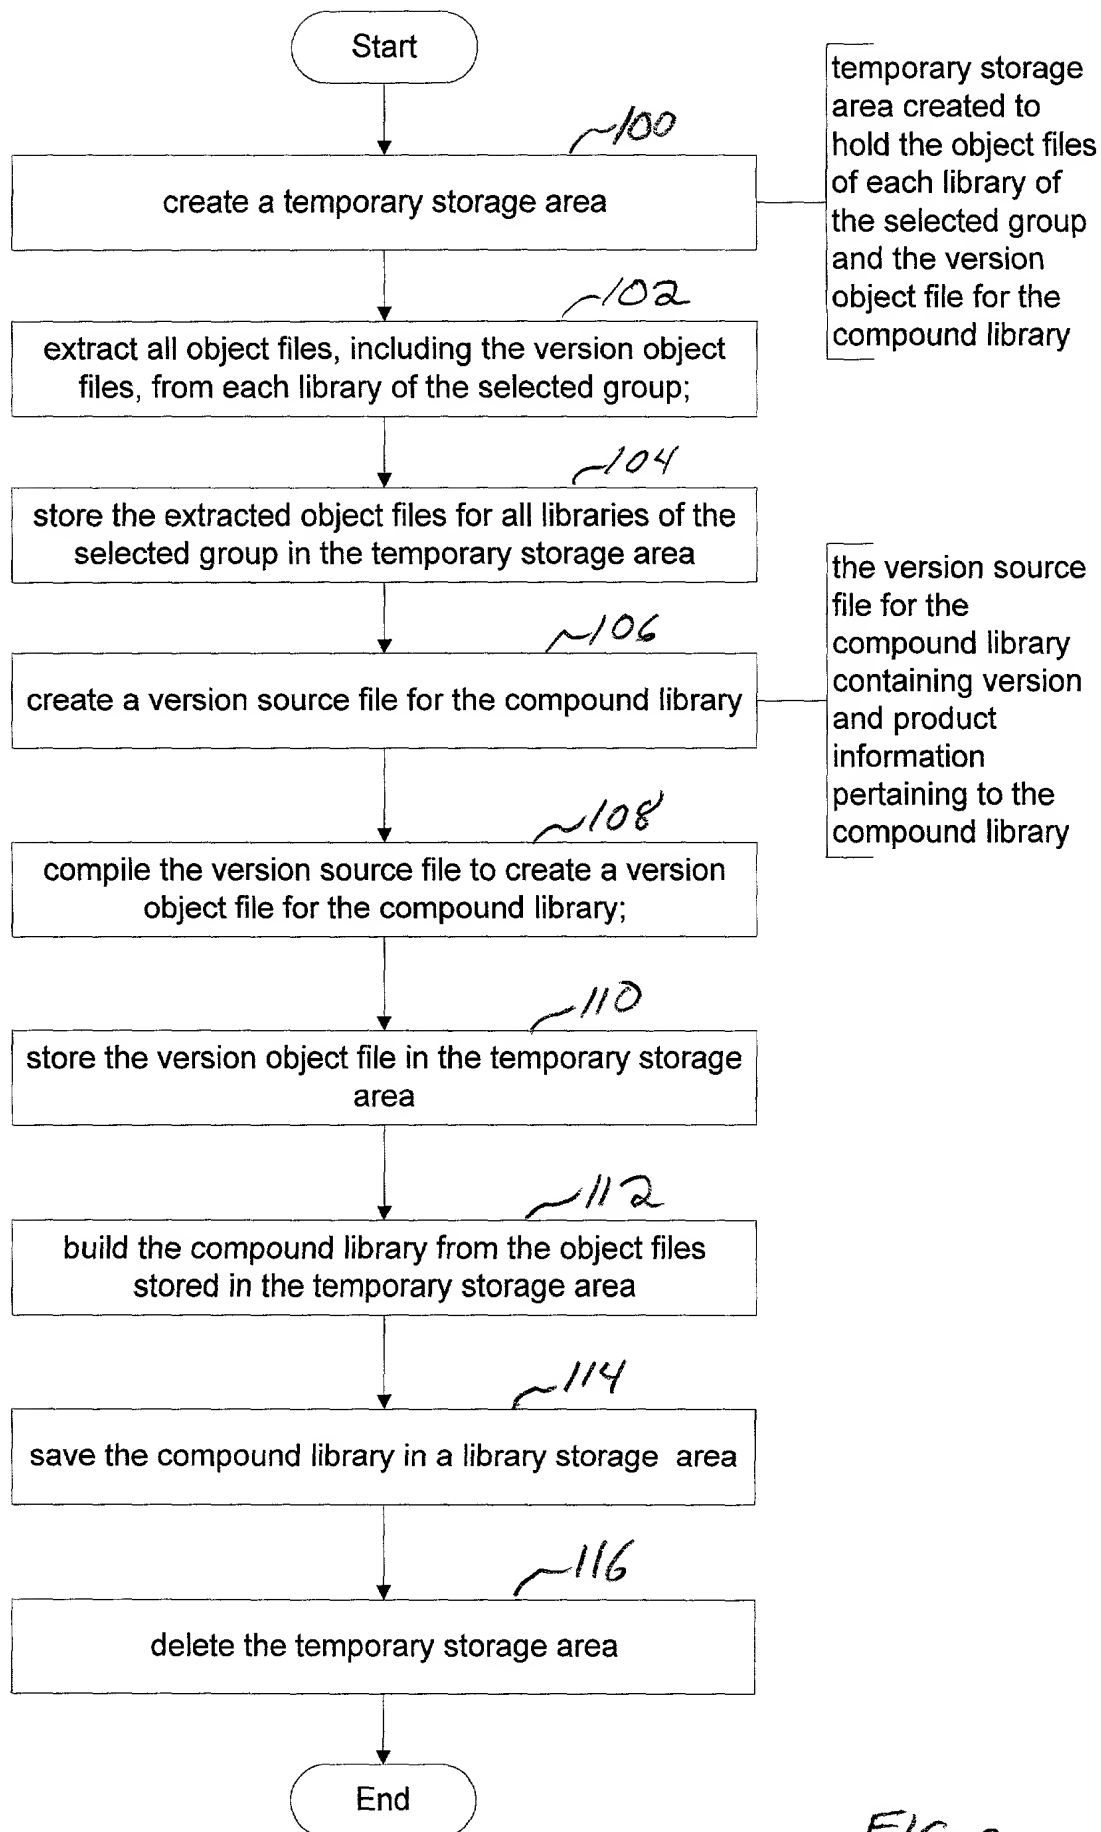 Start
temporary storage
area created to
hold the object files
of each library of
the selected group
and the version
object file for the
compound library
100
create a temporary storage area
102
extract all object files, including the version object
files, from each library of the selected group;
104
store the extracted object files for all libraries of the
selected group in the temporary storage area
106
create a version source file for the compound library
the version source
file for the
compound library
containing version
and product
information
pertaining to the
compound library
108
compile the version source file to create a version
object file for the compound library;
110
store the version object file in the temporary storage
area
112
build the compound library from the object files
stored in the temporary storage area
114
save the compound library in a library storage area
116
delete the temporary storage area
End
FIG.